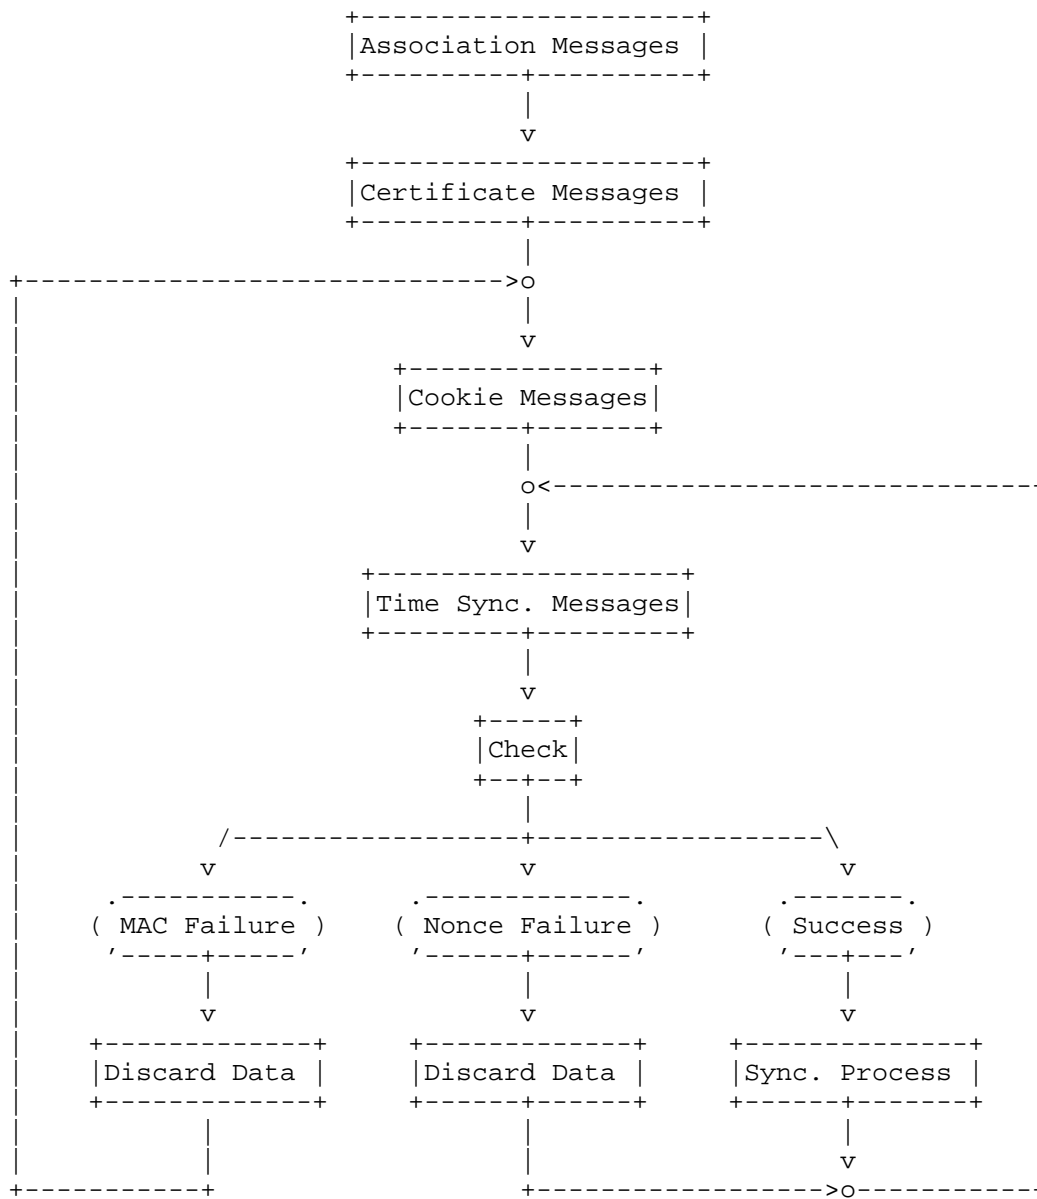 Association Messages
Certificate Messages
Cookie Messages
Time Sync. Messages
Check
MAC Failure Nonce Failure Success
Discard Data Discard Data Sync. Process